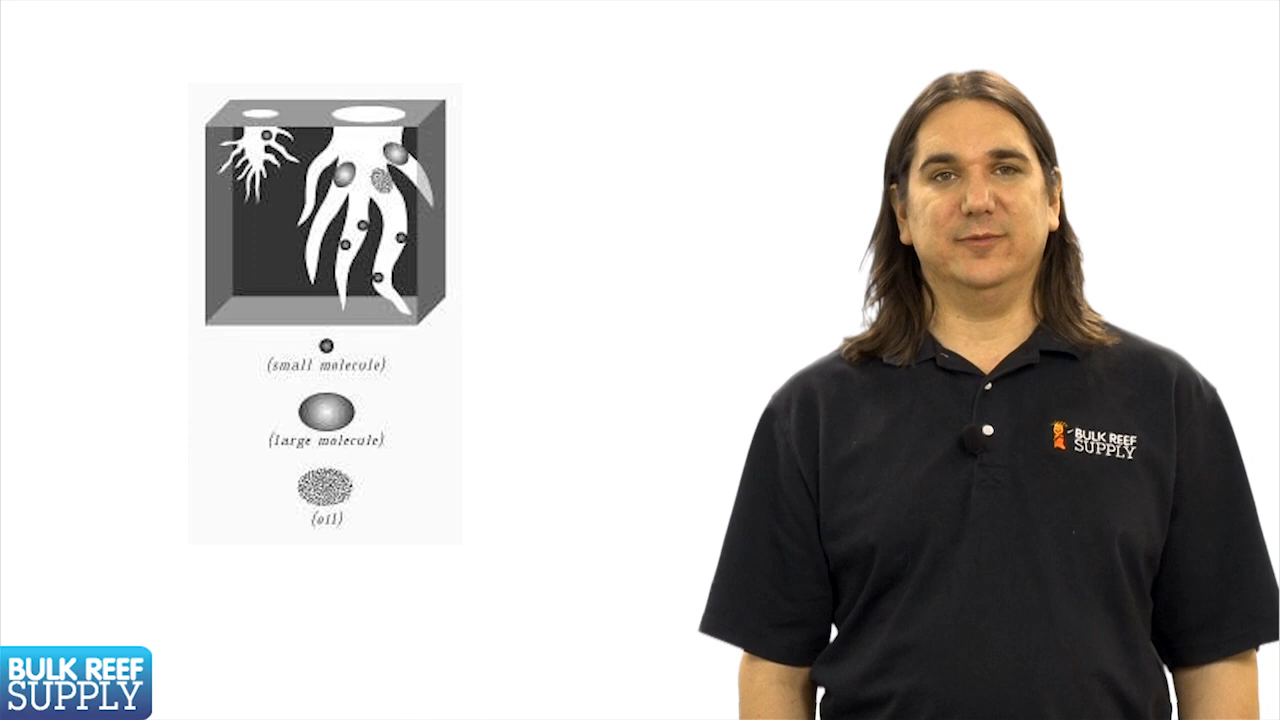 (small molecule)
(large molecule)
(oil)
BULK REEF
SUPPLY
BULK REEF
SUPPLY